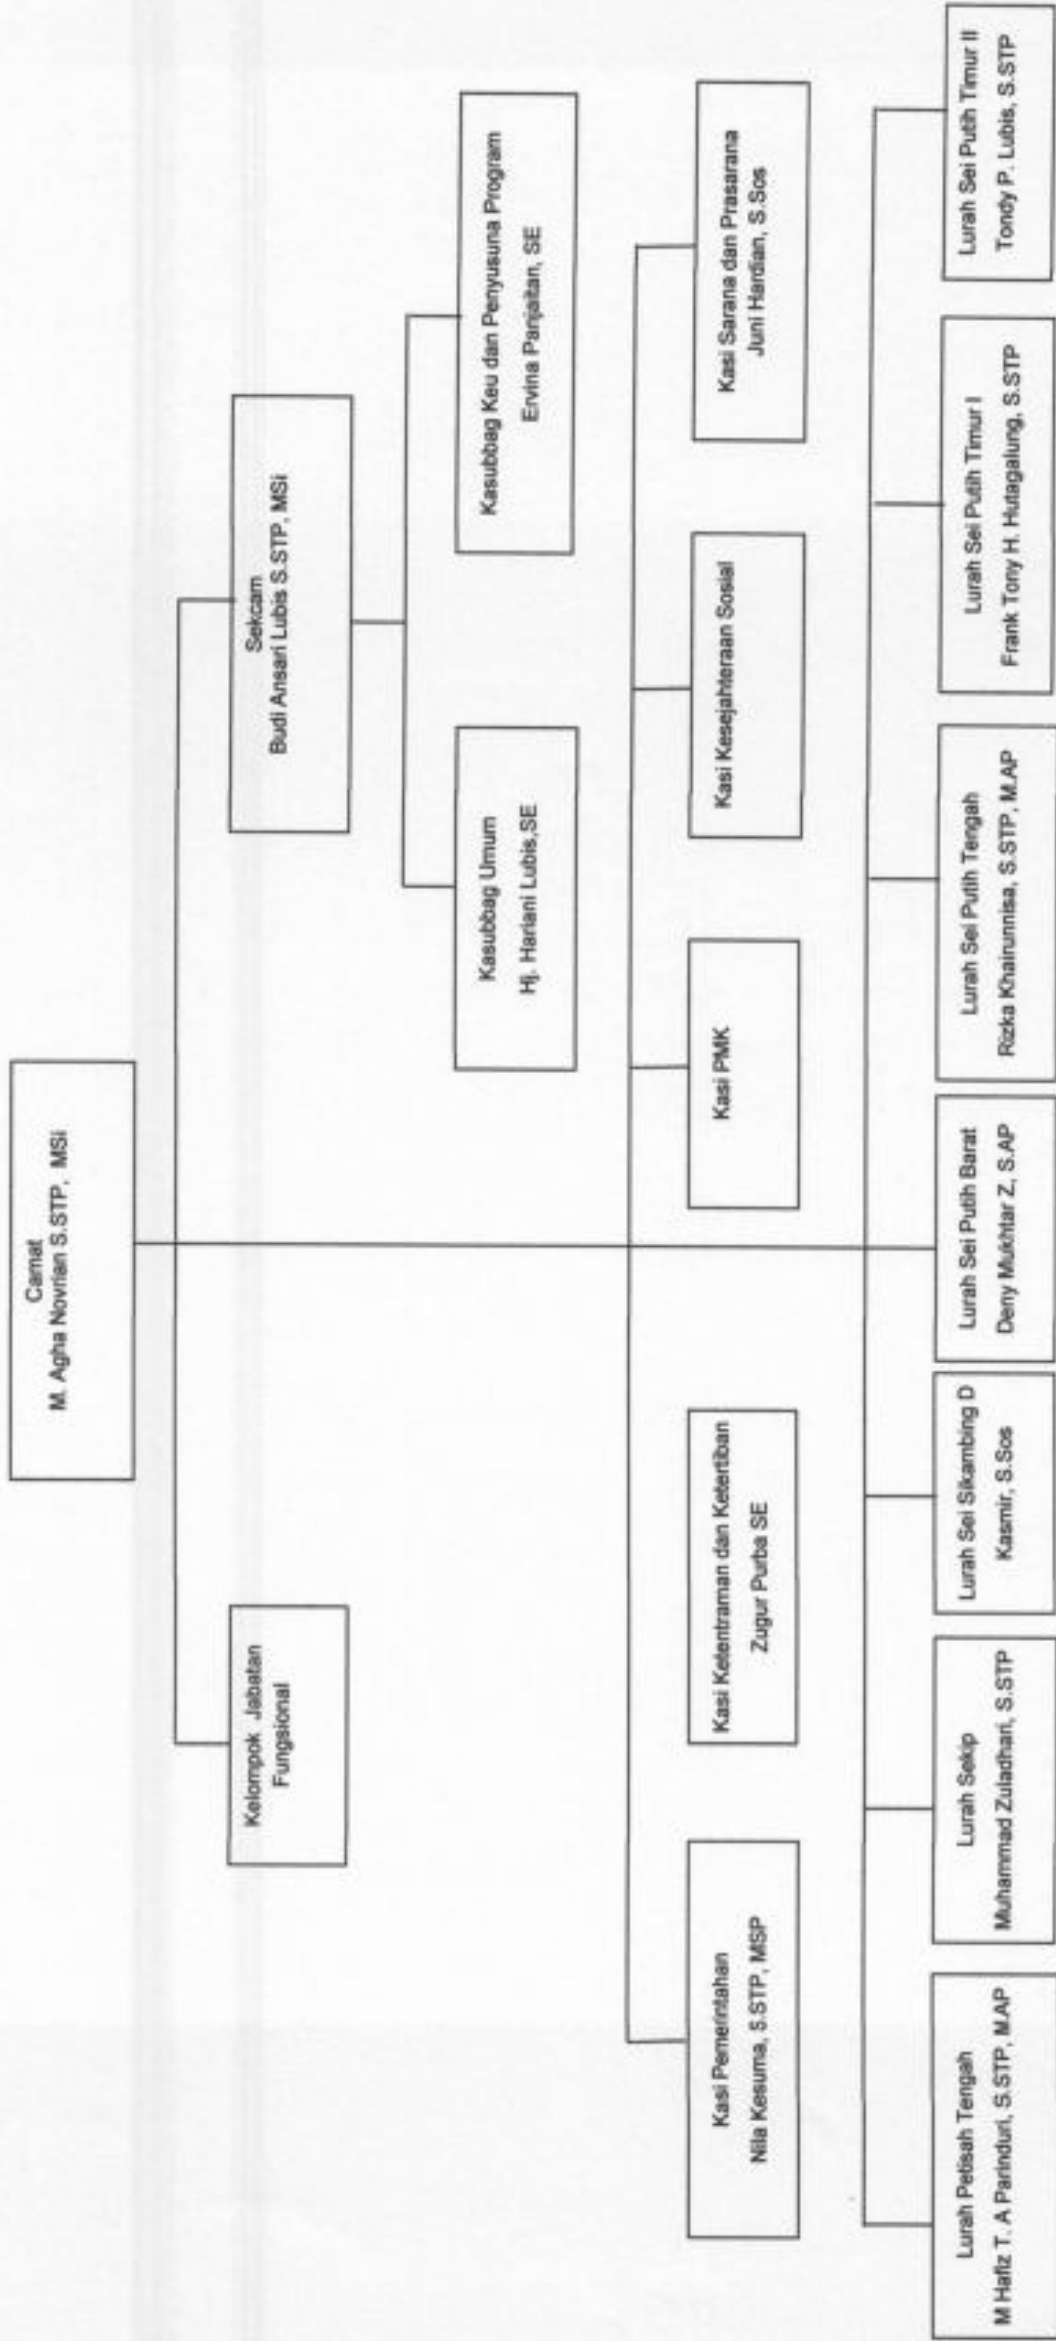 Camat
M. Agha Novrian S.STP, MSi
Kelompok Jabatan
Fungsional
Sekcam
Budi Ansari Lubis S.STP, MSi
Kasubbag Umum
Hj. Hariani Lubis,SE
Kasubbag Keu dan Penyusuna Program
Ervina Panjaitan, SE
Kasi Pemerintahan
Nila Kesuma, S.STP, MSP
Kasi Ketentraman dan Ketertiban
Zugur Purba SE
Kasi PMK
Kasi Kesejahteraan Sosial
Kasi Sarana dan Prasarana
Juni Hardian, S.Sos
Lurah Petisah Tengah
M Hafiz T. A Parinduri, S.STP, M.AP
Lurah Sekip
Muhammad Zuladhari, S.STP
Lurah Sei Sikambing D
Kasmir, S.Sos
Lurah Sei Putih Barat
Deny Mukhtar Z, S.AP
Lurah Sei Putih Tengah
Rizka Khairunnisa, S.STP, M.AP
Lurah Sei Putih Timur I
Frank Tony H. Hutagalung, S.STP
Lurah Sei Putih Timur II
Tondy P. Lubis, S.STP